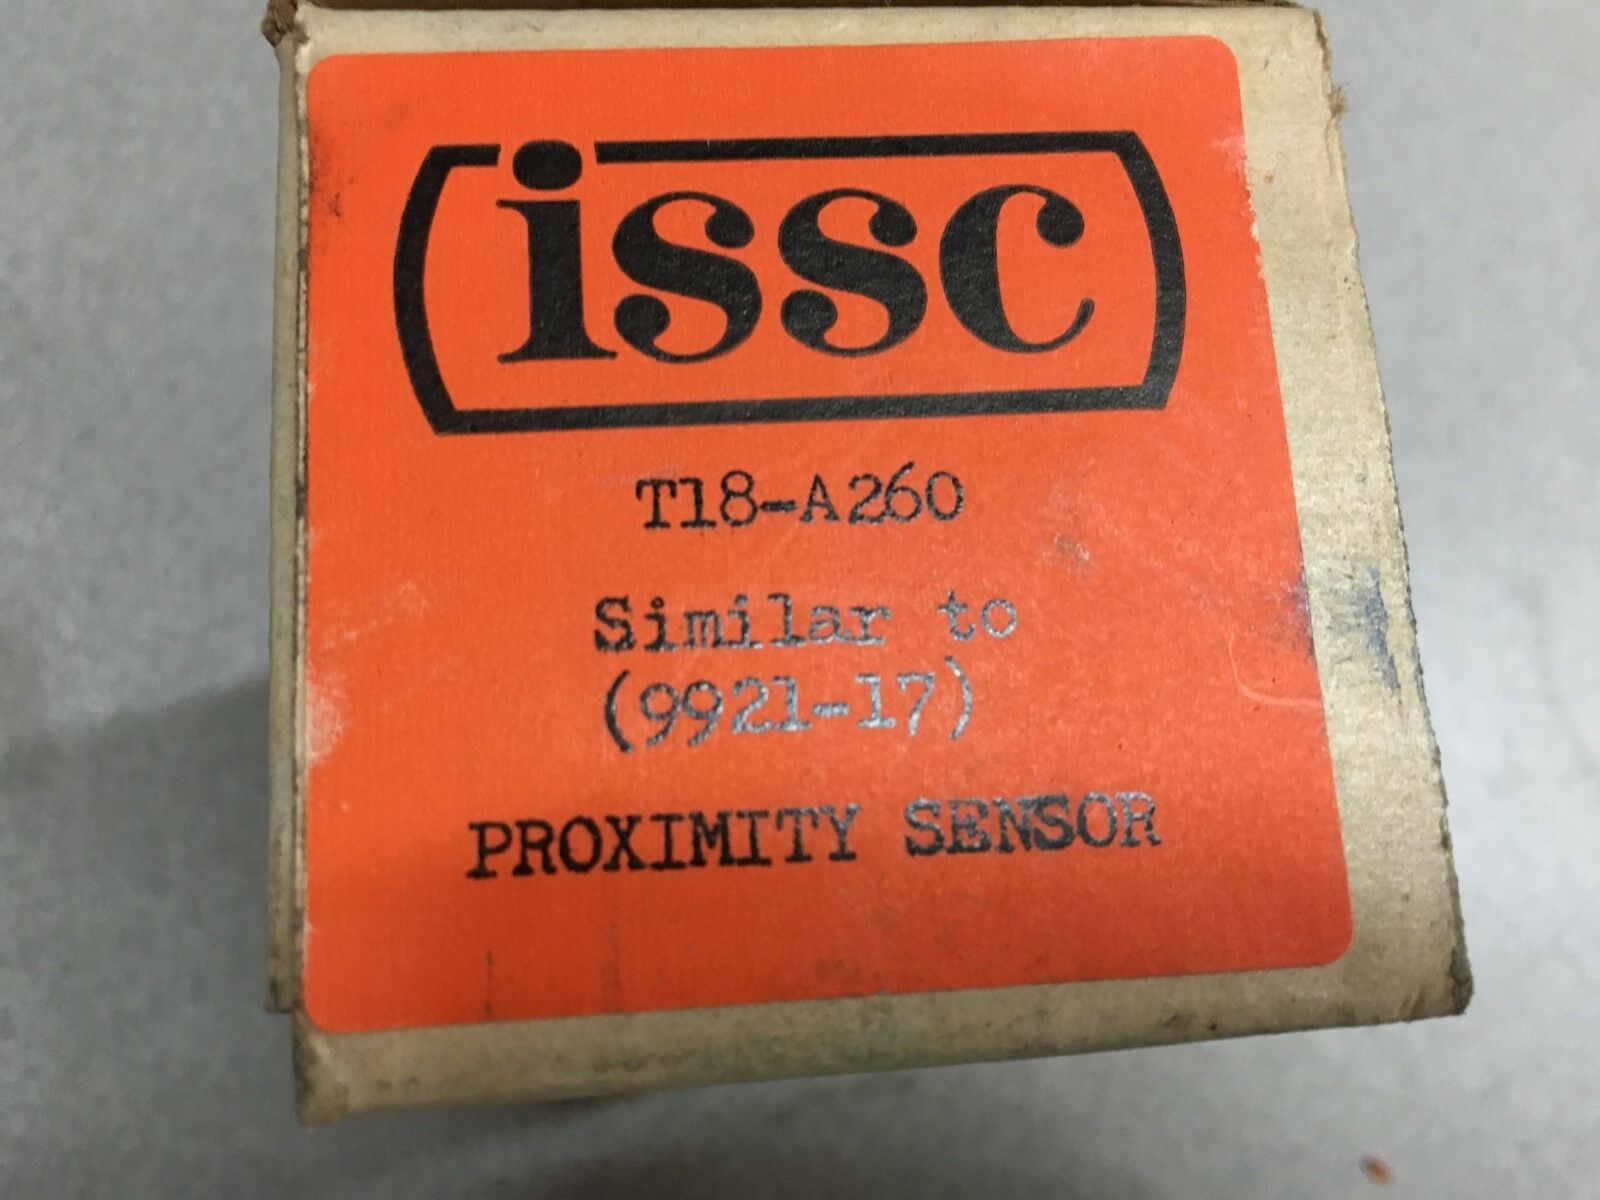 issc
T18-A260
Similar to
(9921-17)
PROXIMITY SENSOR